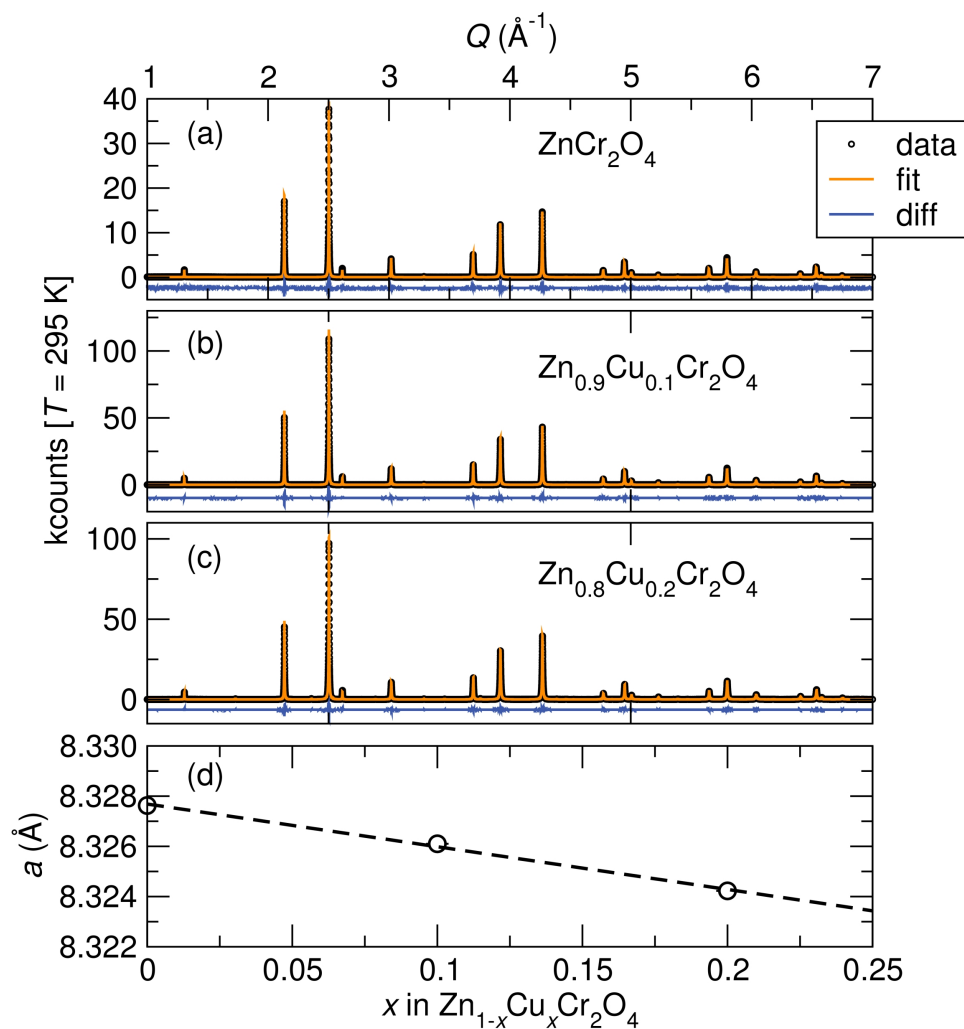 Q (Å⁻¹)
1 2 3 4 5 6 7
40
30
20
10
0
(a)
ZnCr₂O₄
data
fit
diff
kcounts [T = 295 K]
100
50
0
(b)
Zn₀.₉Cu₀.₁Cr₂O₄
100
50
0
(c)
Zn₀.₈Cu₀.₂Cr₂O₄
8.330
8.328
8.326
8.324
8.322
(d)
a (Å)
0 0.05 0.1 0.15 0.2 0.25
x in Zn₁₋ₓCuₓCr₂O₄